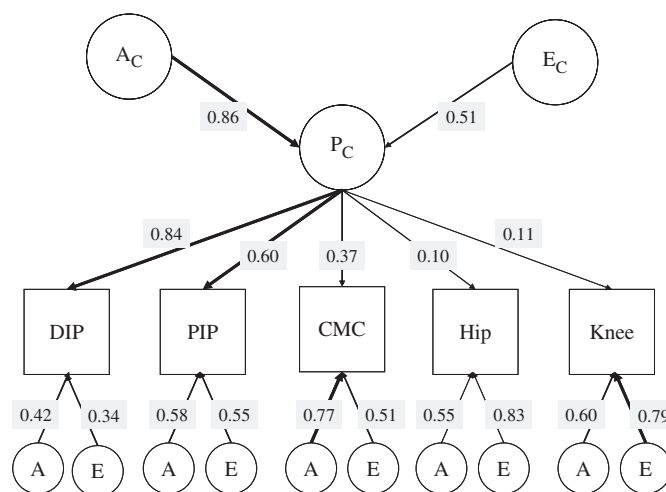 A_C
E_C
0.86
0.51
P_C
0.84
0.60
0.37
0.10
0.11
DIP
PIP
CMC
Hip
Knee
0.42
0.34
0.58
0.55
0.77
0.51
0.55
0.83
0.60
0.79
A
E
A
E
A
E
A
E
A
E